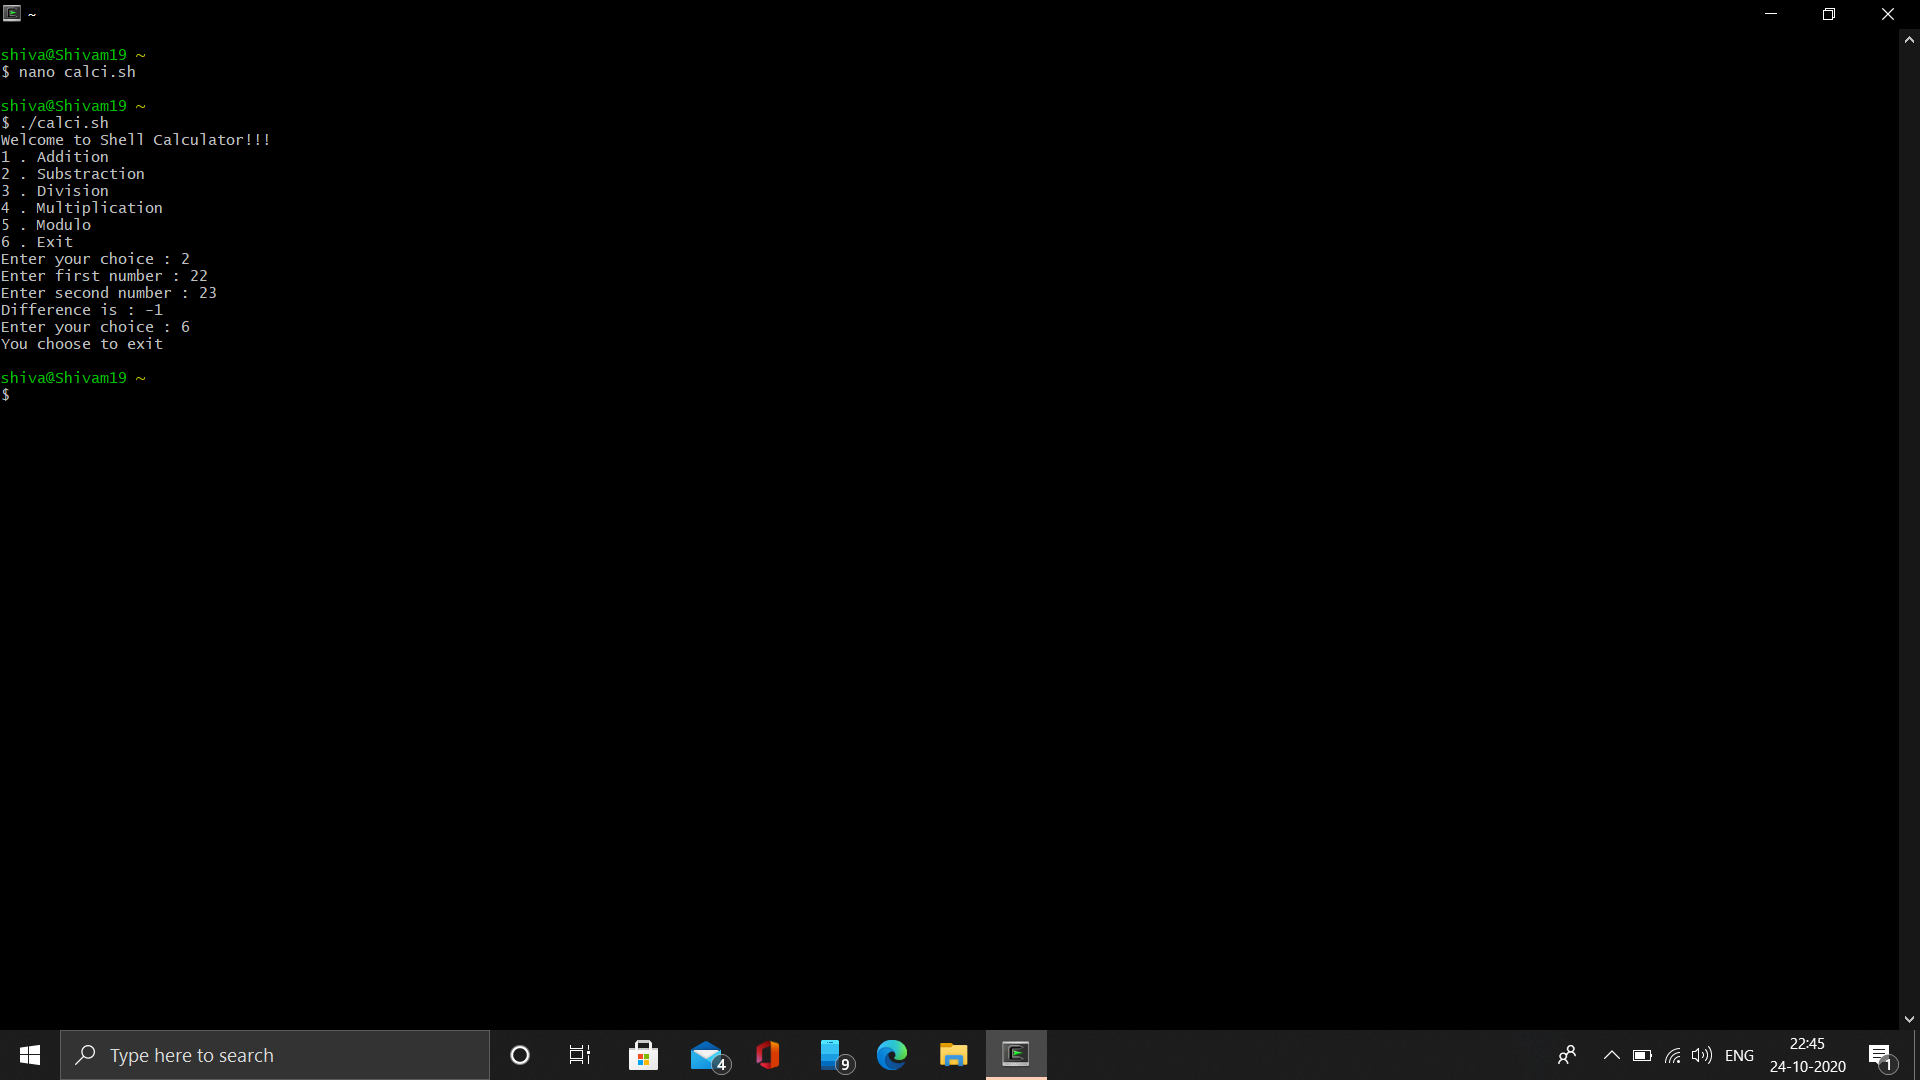 ~
shiva@Shivam19 ~
$ nano calci.sh
shiva@Shivam19 ~
$ ./calci.sh
Welcome to Shell Calculator!!!
1 . Addition
2 . Substraction
3 . Division
4 . Multiplication
5 . Modulo
6 . Exit
Enter your choice : 2
Enter first number : 22
Enter second number : 23
Difference is : -1
Enter your choice : 6
You choose to exit
shiva@Shivam19 ~
$
Type here to search
4
9
ENG
22:45
24-10-2020
1